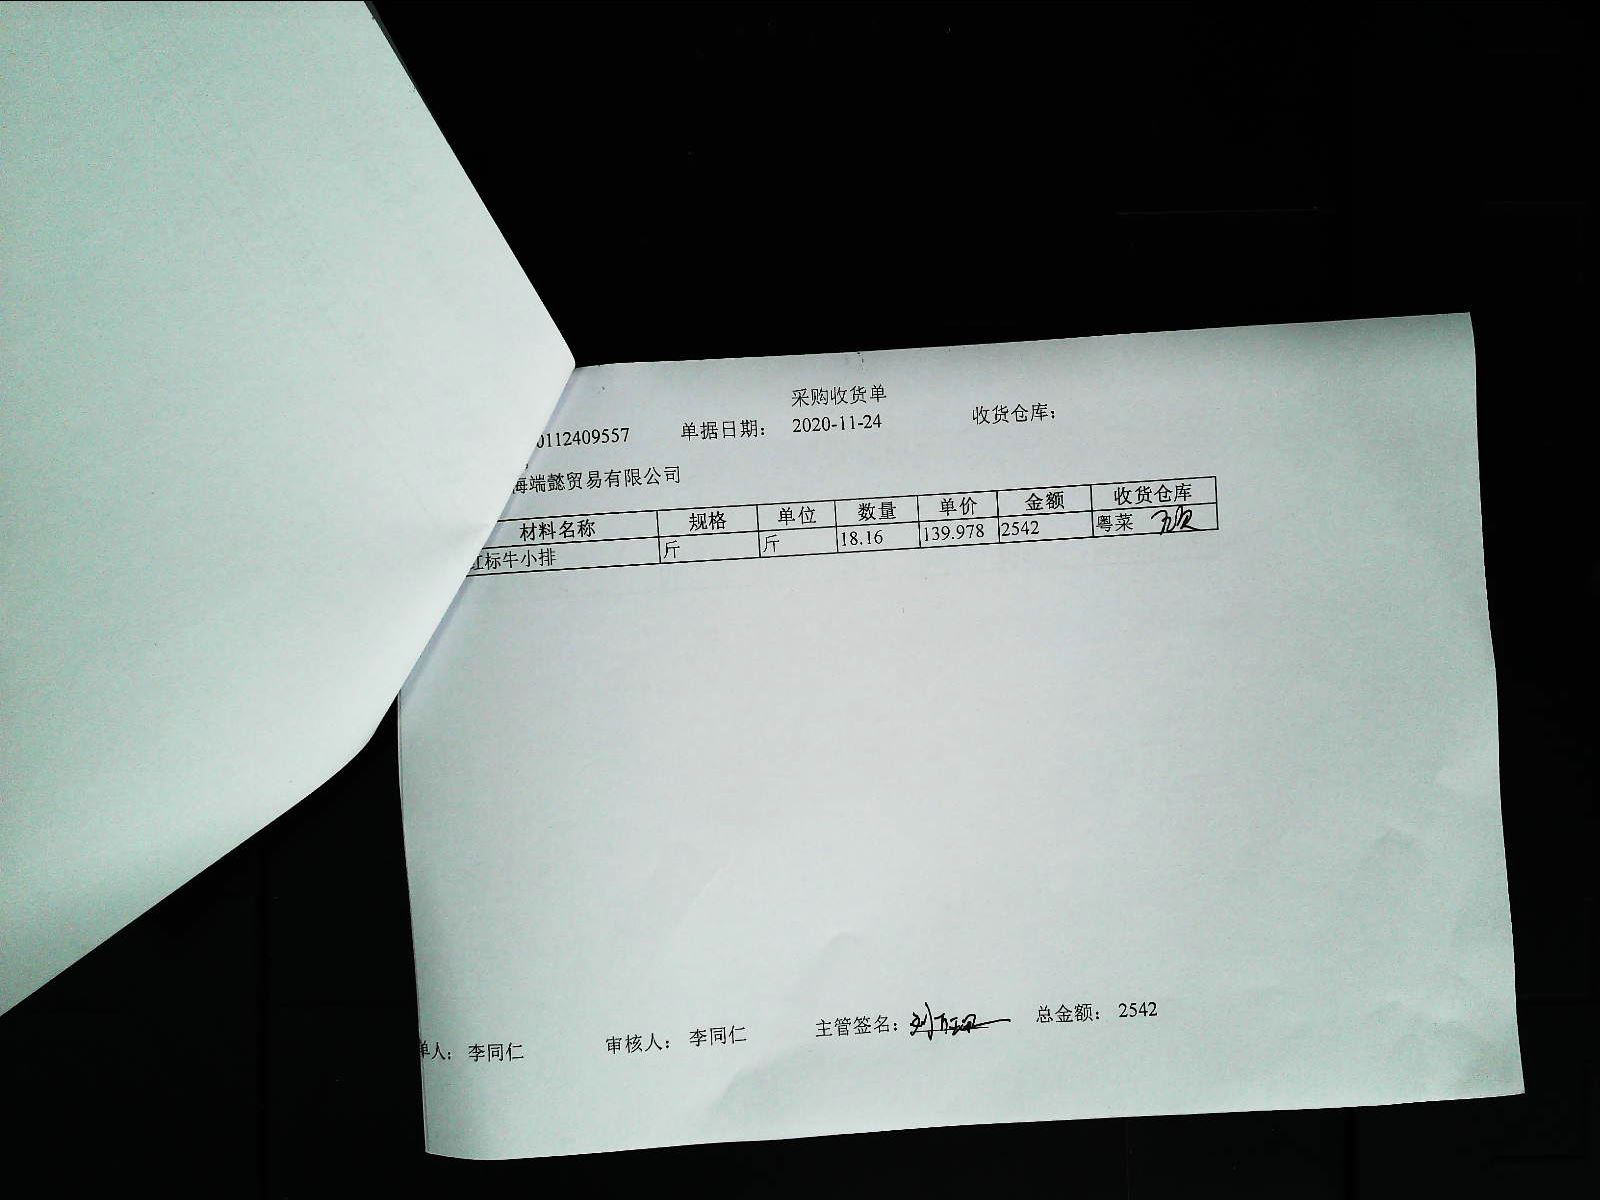 采购收货单
0112409557 单据日期： 2020-11-24 收货仓库：
海端懿贸易有限公司
材料名称 规格 单位 数量 单价 金额 收货仓库
红标牛小排 斤 斤 18.16 139.978 2542 粤菜
单人： 李同仁 审核人： 李同仁 主管签名： 总金额： 2542